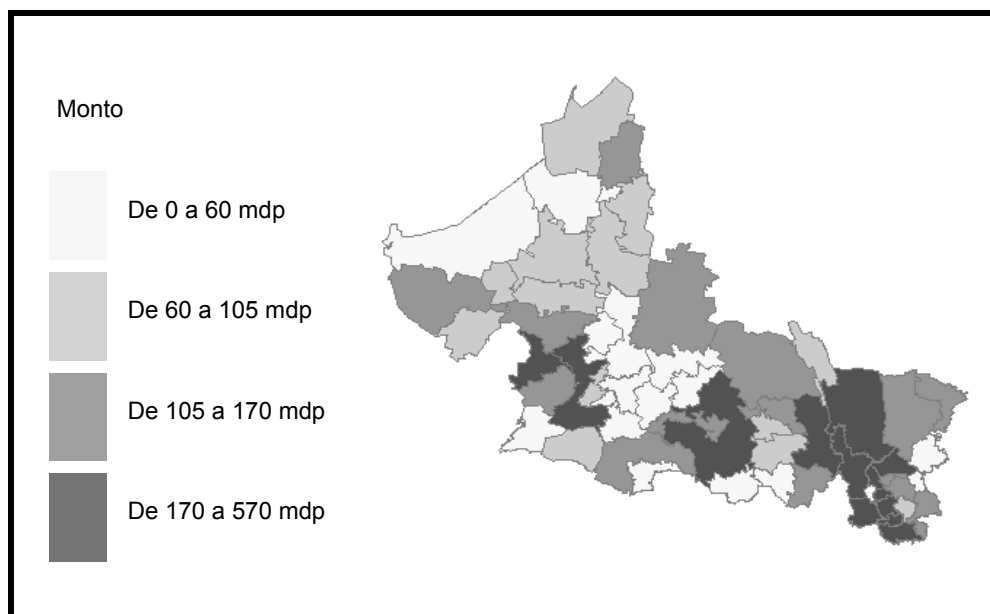 Monto
De 0 a 60 mdp
De 60 a 105 mdp
De 105 a 170 mdp
De 170 a 570 mdp